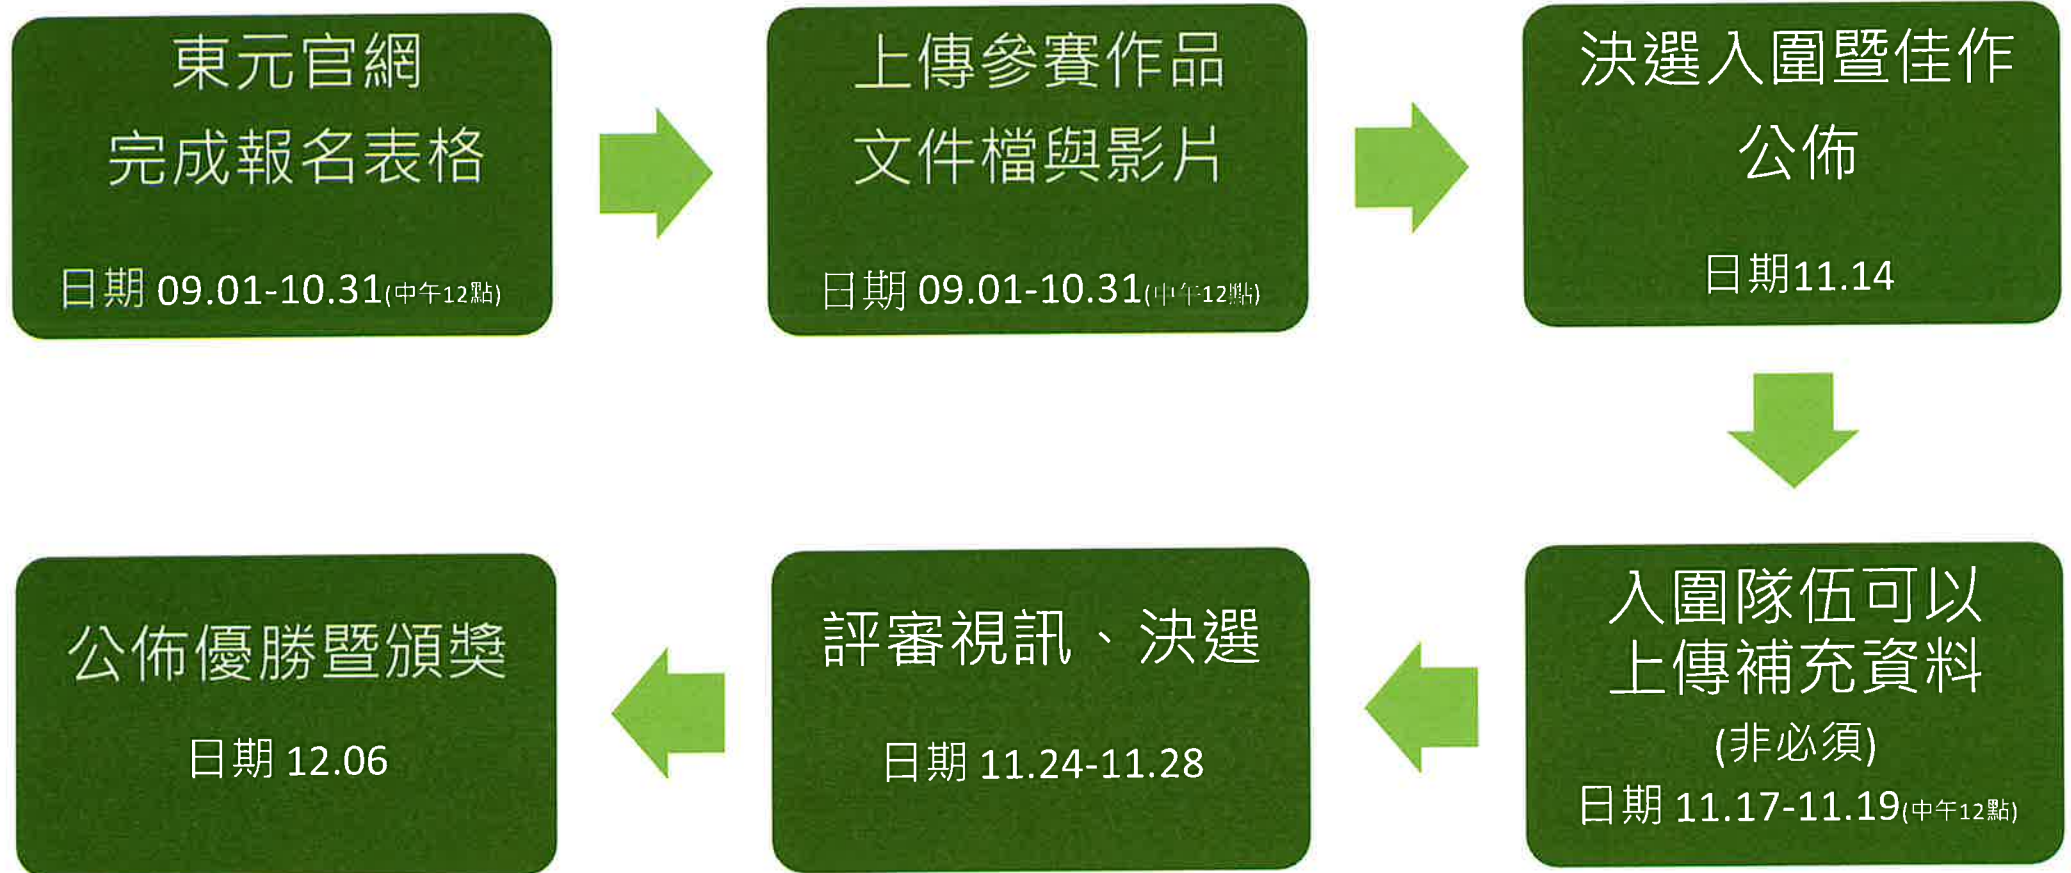 東元官網
完成報名表格
日期 09.01-10.31(中午12點)
上傳參賽作品
文件檔與影片
日期 09.01-10.31(中午12點)
決選入圍暨佳作
公佈
日期11.14
入圍隊伍可以
上傳補充資料
(非必須)
日期 11.17-11.19(中午12點)
評審視訊、決選
日期 11.24-11.28
公佈優勝暨頒獎
日期 12.06